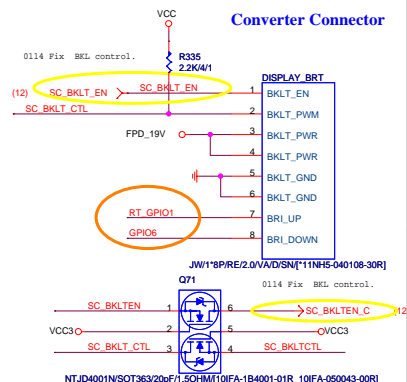 VCC
Converter Connector
0114 Fix BKL control.
R335
2.2K/4/1
DISPLAY_BRT
(12) SC_BKLT_EN SC_BKLT_EN 1 BKLT_EN
SC_BKLT_CTL 2 BKLT_PWM
FPD_19V 3 BKLT_PWR
4 BKLT_PWR
5 BKLT_GND
6 BKLT_GND
RT_GPIO1 7 BRI_UP
GPIO6 8 BRI_DOWN
JW/1*8P/RE/2.0/VA/D/SN/[*11NH5-040108-30R]
Q71 0114 Fix BKL control.
SC_BKLTEN 1 6 SC_BKLTEN_C (12
VCC3 2 5 VCC3
SC_BKLT_CTL 3 4 SC_BKLTCTL
NTJD4001N/SOT363/20pF/1.5OHM/[10IFA-1B4001-01R 10IFA-050043-00R]